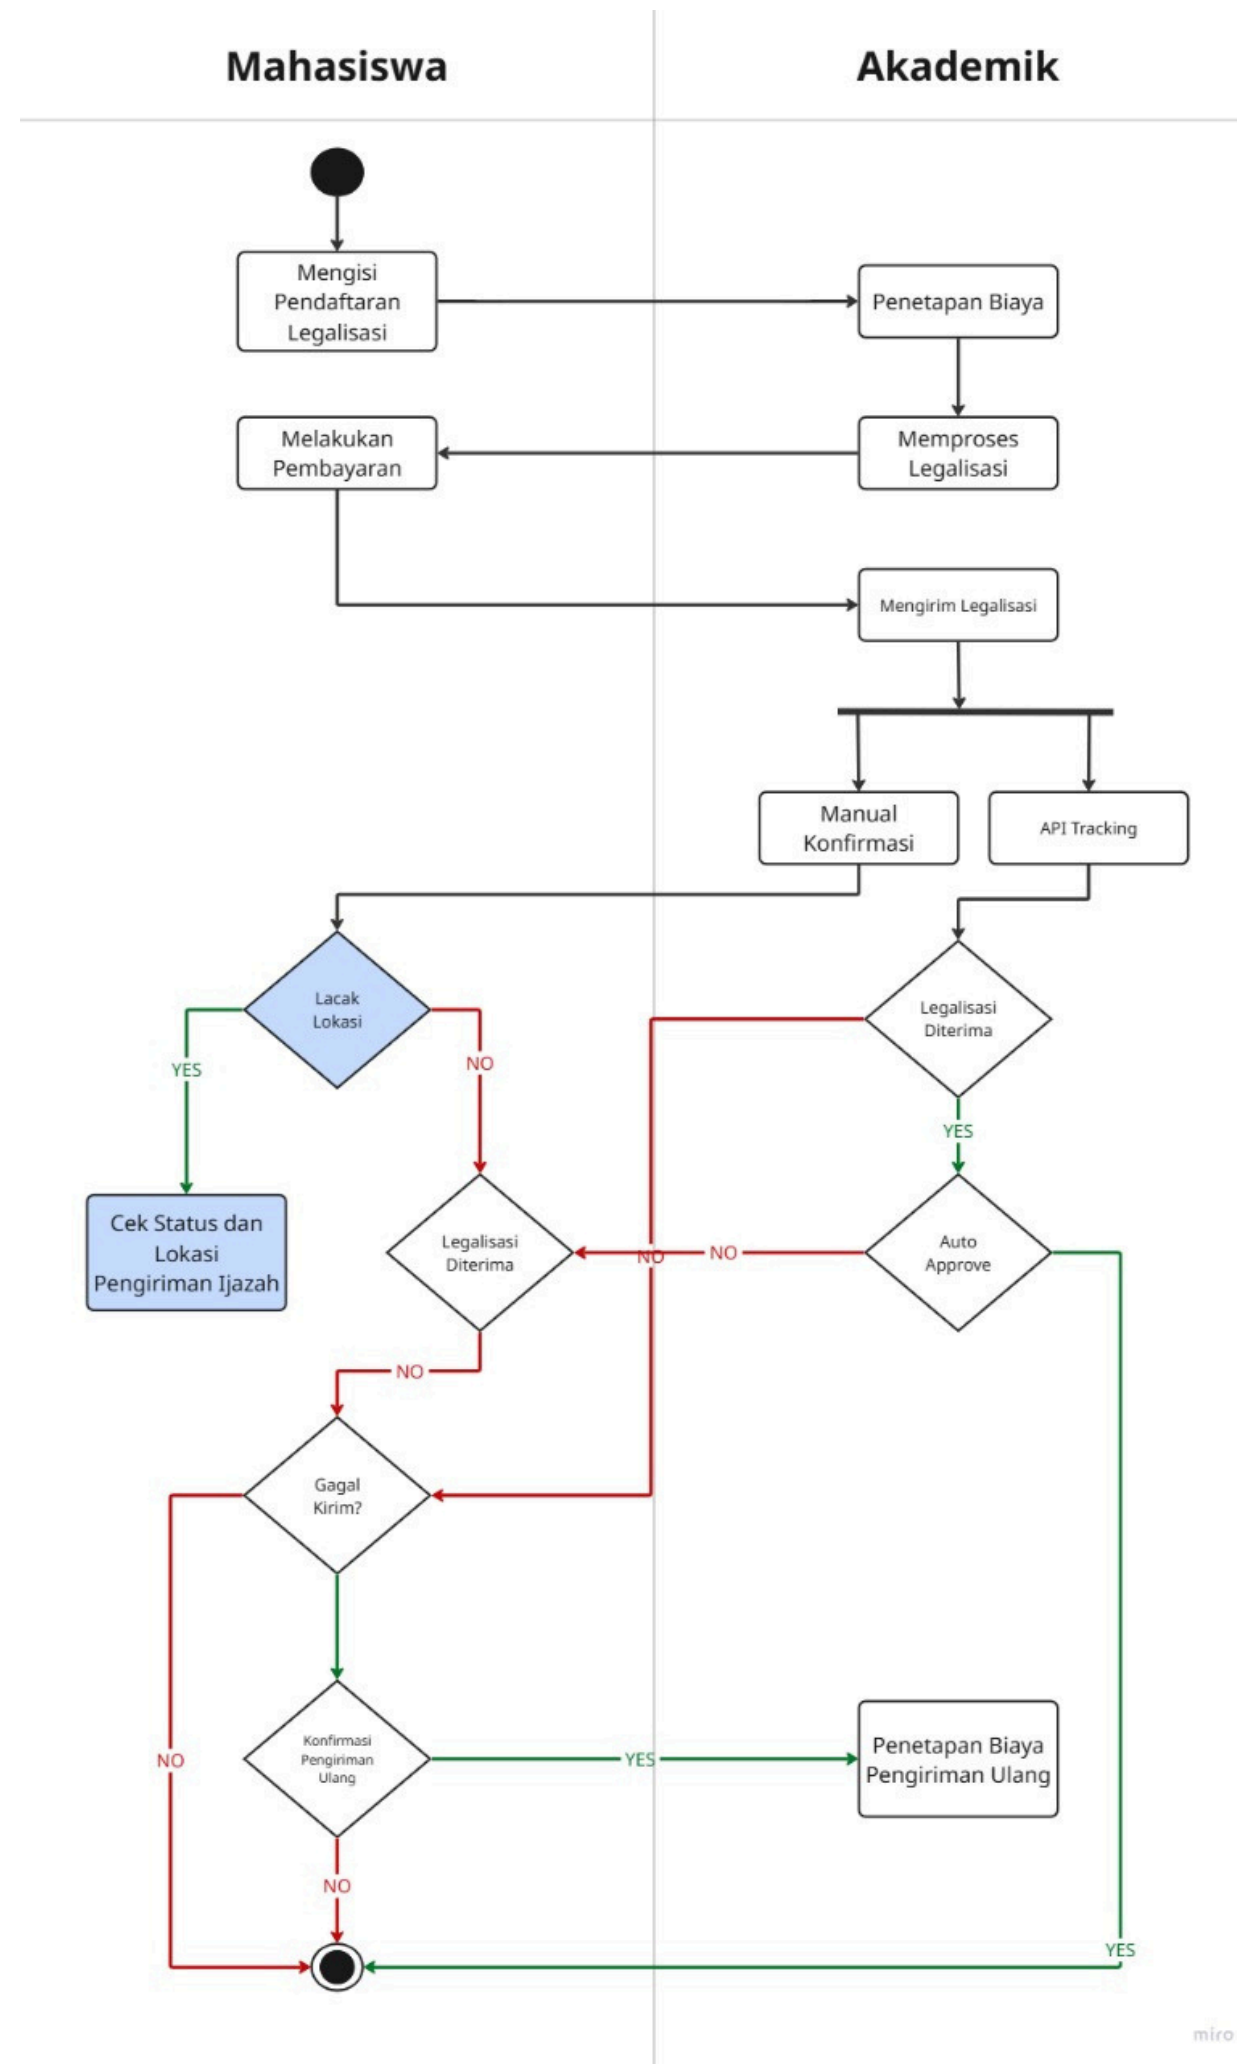 Mahasiswa
Akademik
Mengisi
Pendaftaran
Legalisasi
Penetapan Biaya
Melakukan
Pembayaran
Memproses
Legalisasi
Mengirim Legalisasi
Manual
Konfirmasi
API Tracking
Lacak
Lokasi
Legalisasi
Diterima
YES
NO
YES
Cek Status dan
Lokasi
Pengiriman Ijazah
Legalisasi
Diterima
NO
NO
Auto
Approve
NO
Gagal
Kirim?
Konfirmasi
Pengiriman
Ulang
YES
Penetapan Biaya
Pengiriman Ulang
NO
NO
YES
miro